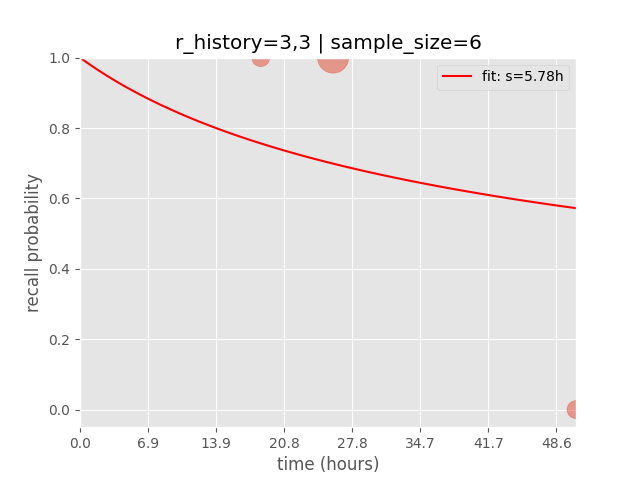 r_history=3,3 | sample_size=6
fit: s=5.78h
recall probability
1.0
0.8
0.6
0.4
0.2
0.0
0.0 6.9 13.9 20.8 27.8 34.7 41.7 48.6
time (hours)